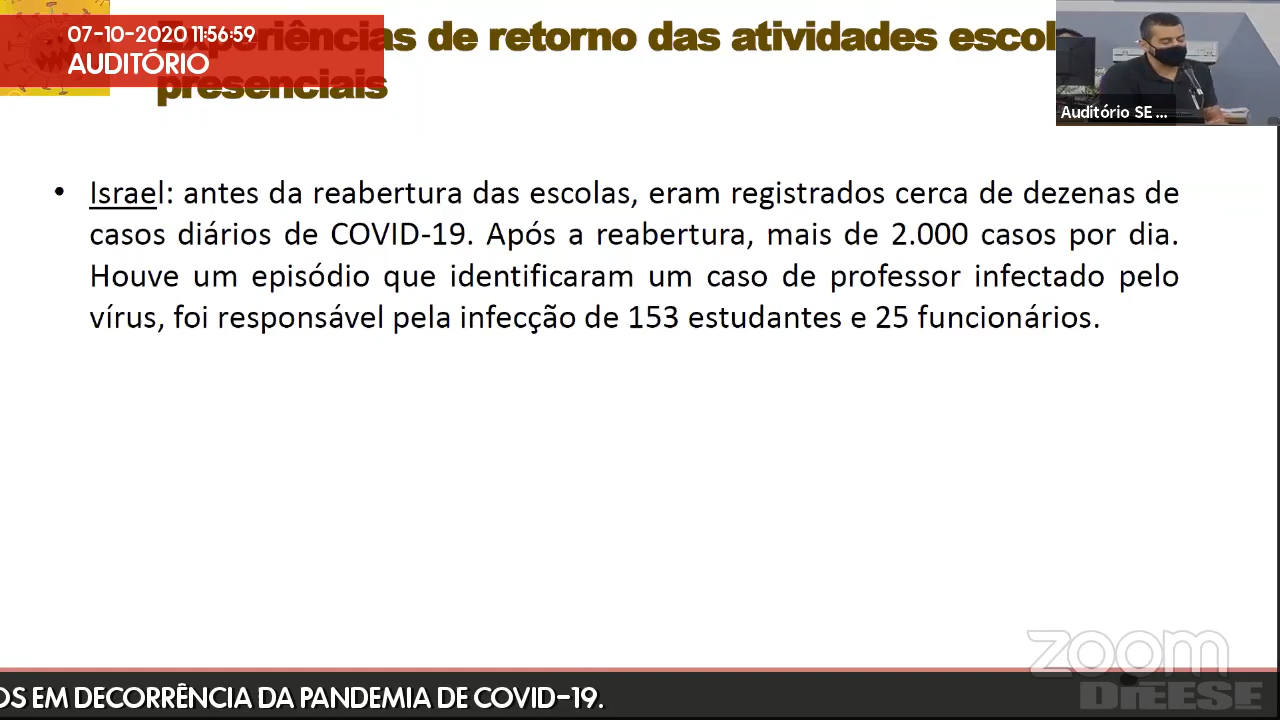 07-10-2020 11:56:59
AUDITÓRIO
Experiências de retorno das atividades escol
presenciais
Auditório SE ...
• Israel: antes da reabertura das escolas, eram registrados cerca de dezenas de
casos diários de COVID-19. Após a reabertura, mais de 2.000 casos por dia.
Houve um episódio que identificaram um caso de professor infectado pelo
vírus, foi responsável pela infecção de 153 estudantes e 25 funcionários.
zoom
DIEESE
OS EM DECORRÊNCIA DA PANDEMIA DE COVID-19.